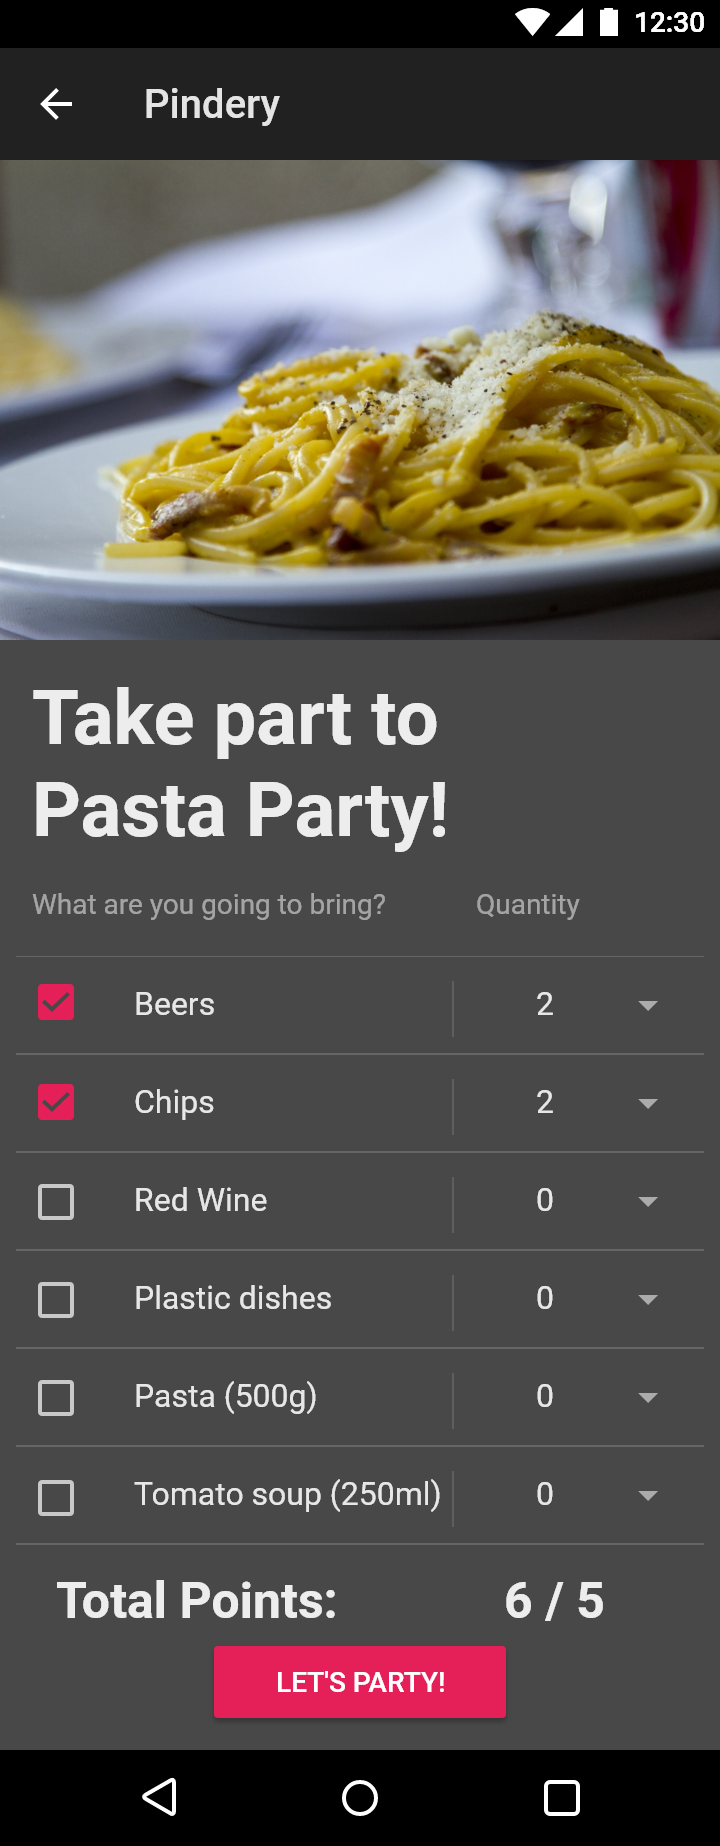 12:30
Pindery
Take part to
Pasta Party!
What are you going to bring? Quantity
Beers 2
Chips 2
Red Wine 0
Plastic dishes 0
Pasta (500g) 0
Tomato soup (250ml) 0
Total Points: 6 / 5
LET'S PARTY!